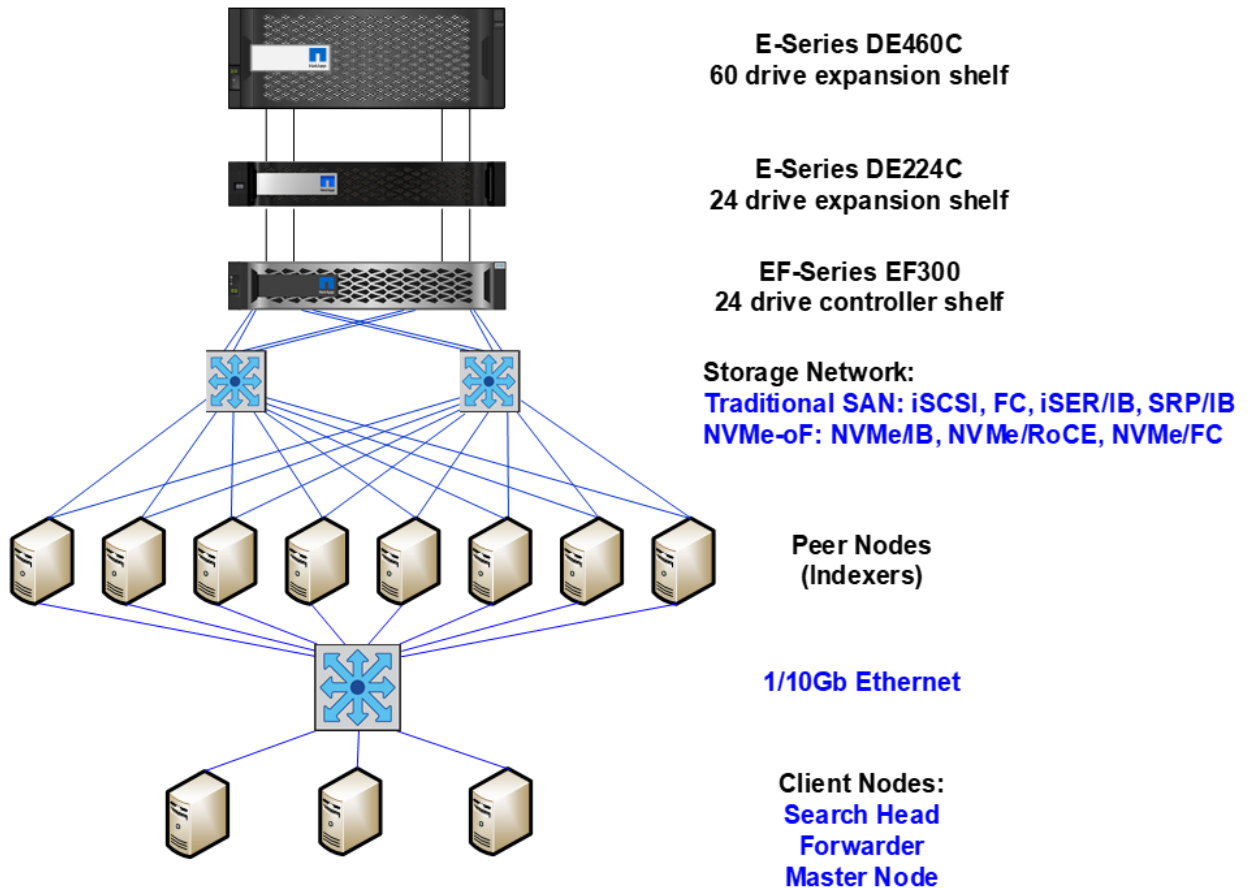 E-Series DE460C
60 drive expansion shelf
E-Series DE224C
24 drive expansion shelf
EF-Series EF300
24 drive controller shelf
Storage Network:
Traditional SAN: iSCSI, FC, iSER/IB, SRP/IB
NVMe-oF: NVMe/IB, NVMe/RoCE, NVMe/FC
Peer Nodes
(Indexers)
1/10Gb Ethernet
Client Nodes:
Search Head
Forwarder
Master Node